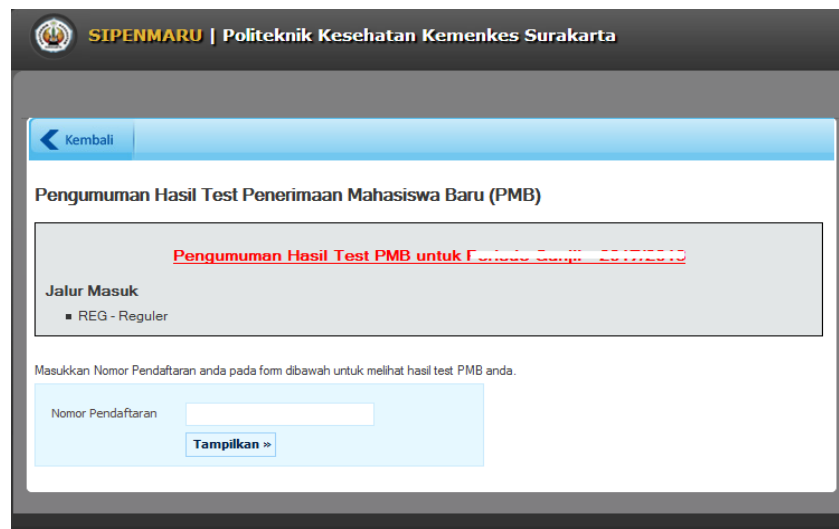 SIPENMARU | Politeknik Kesehatan Kemenkes Surakarta
Kembali
Pengumuman Hasil Test Penerimaan Mahasiswa Baru (PMB)
Pengumuman Hasil Test PMB untuk
Jalur Masuk
REG - Reguler
Masukkan Nomor Pendaftaran anda pada form dibawah untuk melihat hasil test PMB anda.
Nomor Pendaftaran
Tampilkan »